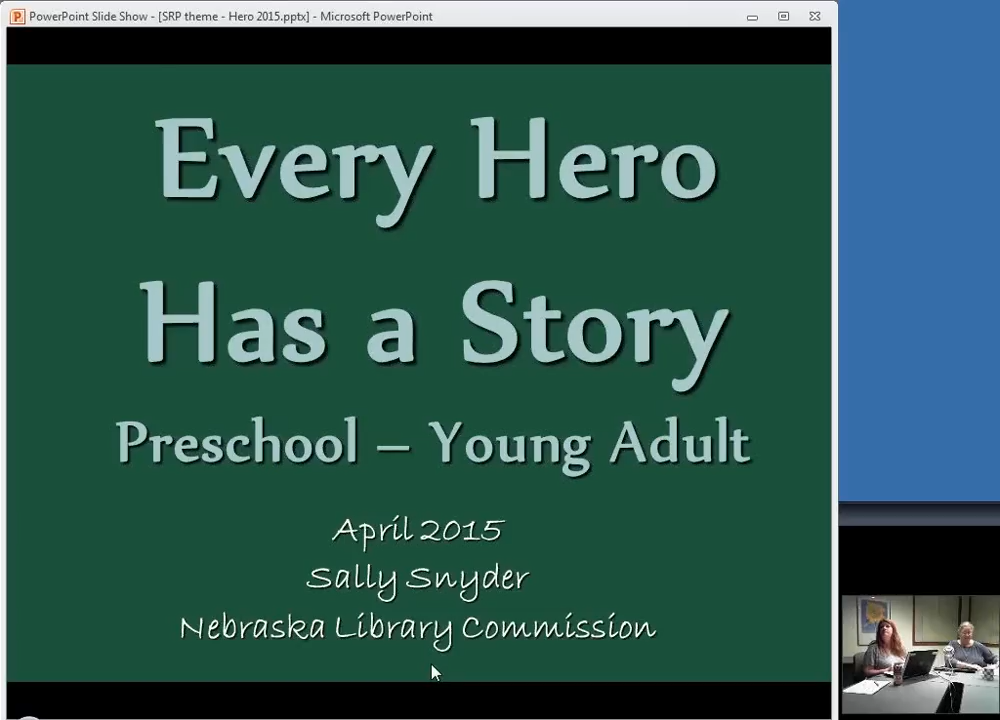 PowerPoint Slide Show - [SRP theme - Hero 2015.pptx] - Microsoft PowerPoint
Every Hero
Has a Story
Preschool – Young Adult
April 2015
Sally Snyder
Nebraska Library Commission